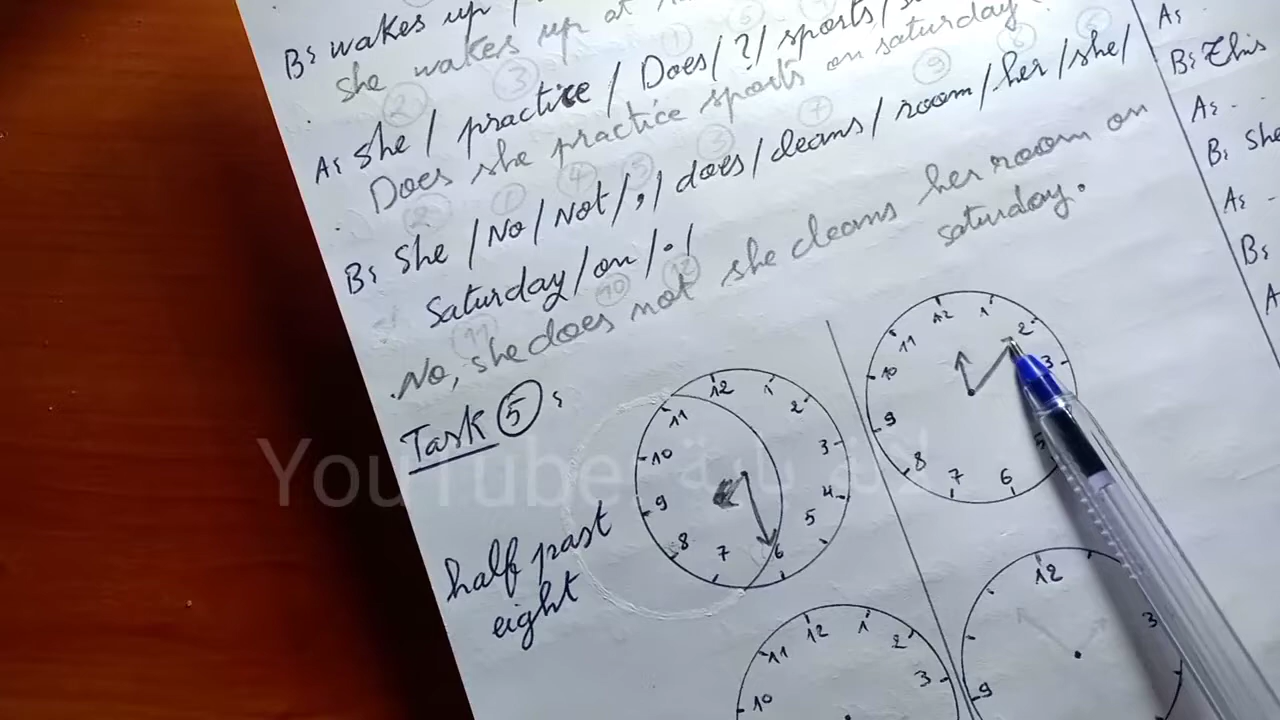 B: wakes up /
she wakes up at
A: she / practice / Does / ? / sports /
Does she practice sports on saturday
B: she / No / Not / , / does / cleans / room / her / she /
saturday / on / . /
No, she does not she cleans her room on
saturday.
Task 5 :
half past
eight
12 1 2 3 4 5 6 7 8 9 10 11
12 1 2 3 5 6 7 8 9 10 11
11 12 1 2 3 10
12 3 9
A:
B: This
A:
B: She
A:
B:
A
YouTube